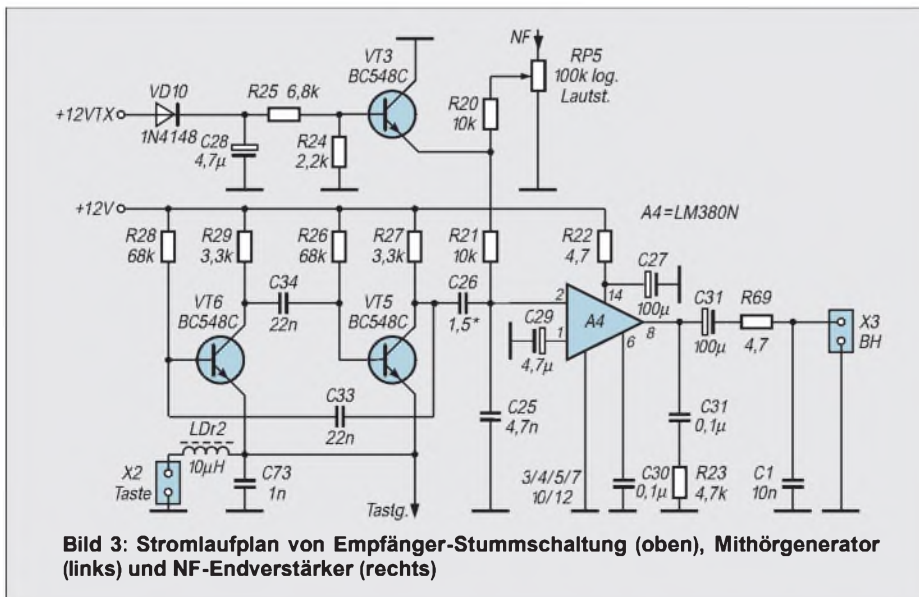 NF
RP5
100k log.
Lautst.
VT3
BC548C
VD10
R25 6,8k
+12VTX
1N4148
C28
4,7µ
R24
2,2k
R20
10k
+12V
A4=LM380N
R28
68k
R29
3,3k
R26
68k
R27
3,3k
R21
10k
R22
4,7
C27
100µ
C34
22n
C26
1,5*
VT6
BC548C
VT5
BC548C
2
14
A4
8
1
6
C29
4,7µ
C31
100µ
R69
4,7
X3
BH
C33
22n
C25
4,7n
C31
0,1µ
LDr2
10µH
X2
Taste
C73
1n
Tastg.
3/4/5/7
10/12
C30
0,1µ
R23
4,7k
C1
10n
Bild 3: Stromlaufplan von Empfänger-Stummschaltung (oben), Mithörgenerator
(links) und NF-Endverstärker (rechts)